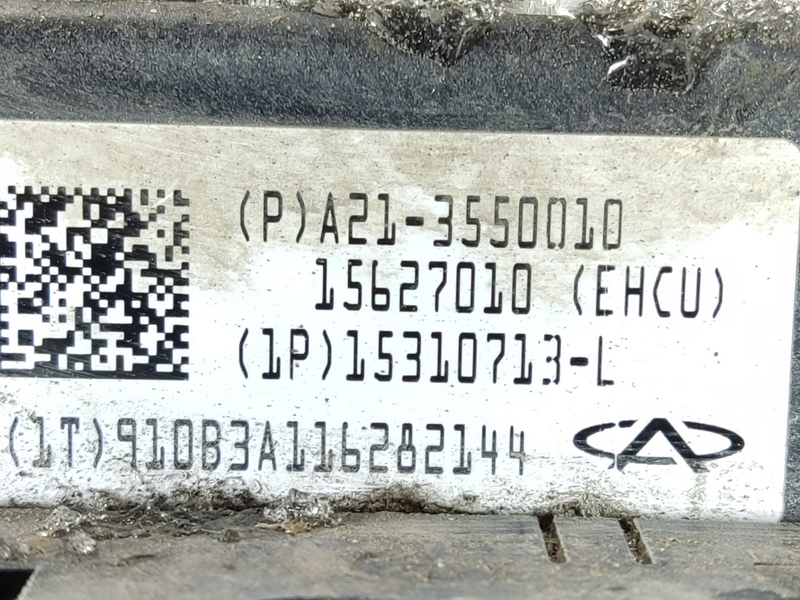 (P)A21-3550010
15627010 (EHCU)
(1P)15310713-L
(1T)910B3A116282144